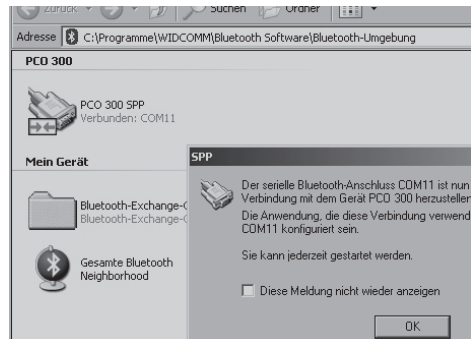 Zurück
Suchen
Ordner
Adresse C:\Programme\WIDCOMM\Bluetooth Software\Bluetooth-Umgebung
PCO 300
PCO 300 SPP
Verbunden: COM11
Mein Gerät
Bluetooth-Exchange-
Bluetooth-Exchange-
Gesamte Bluetooth
Neighborhood
SPP
Der serielle Bluetooth-Anschluss COM11 ist nun
Verbindung mit dem Gerät PCO 300 herzustellen
Die Anwendung, die diese Verbindung verwend
COM11 konfiguriert sein.
Sie kann jederzeit gestartet werden.
Diese Meldung nicht wieder anzeigen
OK